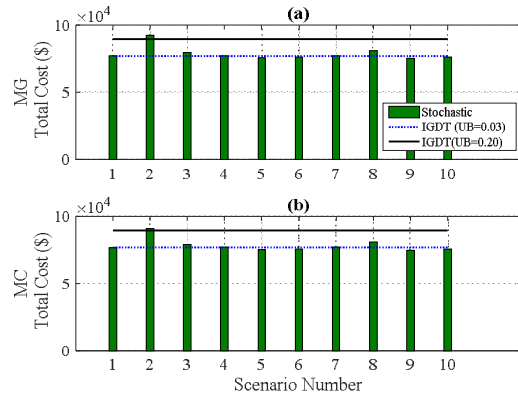 (a)
×10⁴
10
5
0
MG
Total Cost ($)
Stochastic
IGDT (UB=0.03)
IGDT(UB=0.20)
1 2 3 4 5 6 7 8 9 10
(b)
×10⁴
10
5
0
MC
Total Cost ($)
1 2 3 4 5 6 7 8 9 10
Scenario Number